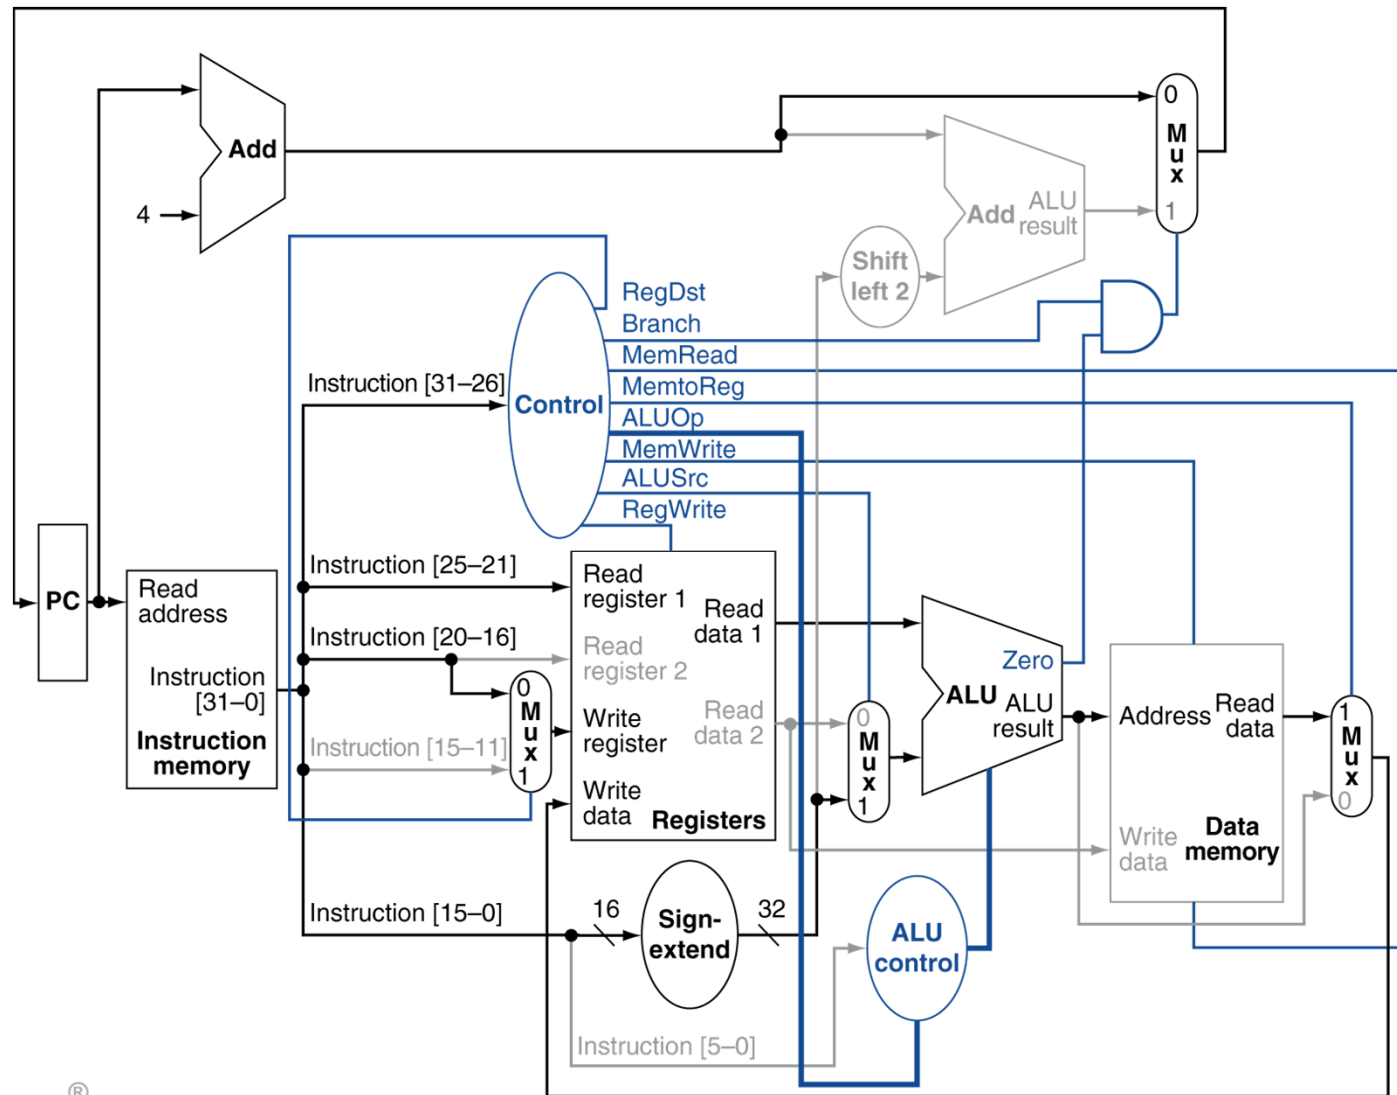 0
Mux
1
Add
4
Add
ALU
result
Shift
left 2
RegDst
Branch
MemRead
MemtoReg
ALUOp
MemWrite
ALUSrc
RegWrite
Instruction [31–26]
Control
PC
Read
address
Instruction
[31–0]
Instruction
memory
Instruction [25–21]
Instruction [20–16]
Instruction [15–11]
0
Mux
1
Read
register 1
Read
register 2
Write
register
Write
data
Read
data 1
Read
data 2
Registers
0
Mux
1
Zero
ALU
ALU
result
Address
Read
data
Write
data
Data
memory
1
Mux
0
Instruction [15–0]
16
Sign-
extend
32
ALU
control
Instruction [5–0]
®